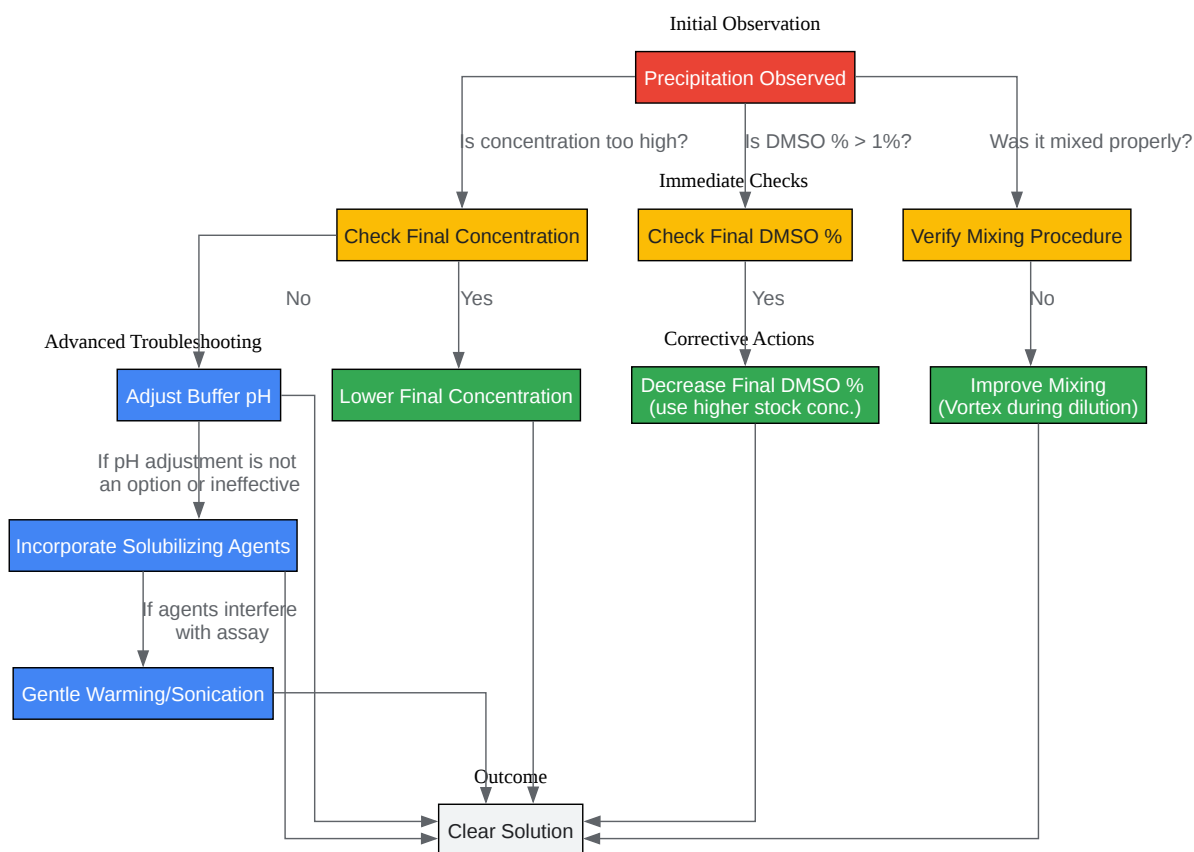 Initial Observation
Precipitation Observed
Is concentration too high?
Is DMSO % > 1%?
Was it mixed properly?
Immediate Checks
Check Final Concentration
Check Final DMSO %
Verify Mixing Procedure
No
Yes
Yes
No
Advanced Troubleshooting
Corrective Actions
Adjust Buffer pH
Lower Final Concentration
Decrease Final DMSO %
(use higher stock conc.)
Improve Mixing
(Vortex during dilution)
If pH adjustment is not
an option or ineffective
Incorporate Solubilizing Agents
If agents interfere
with assay
Gentle Warming/Sonication
Outcome
Clear Solution